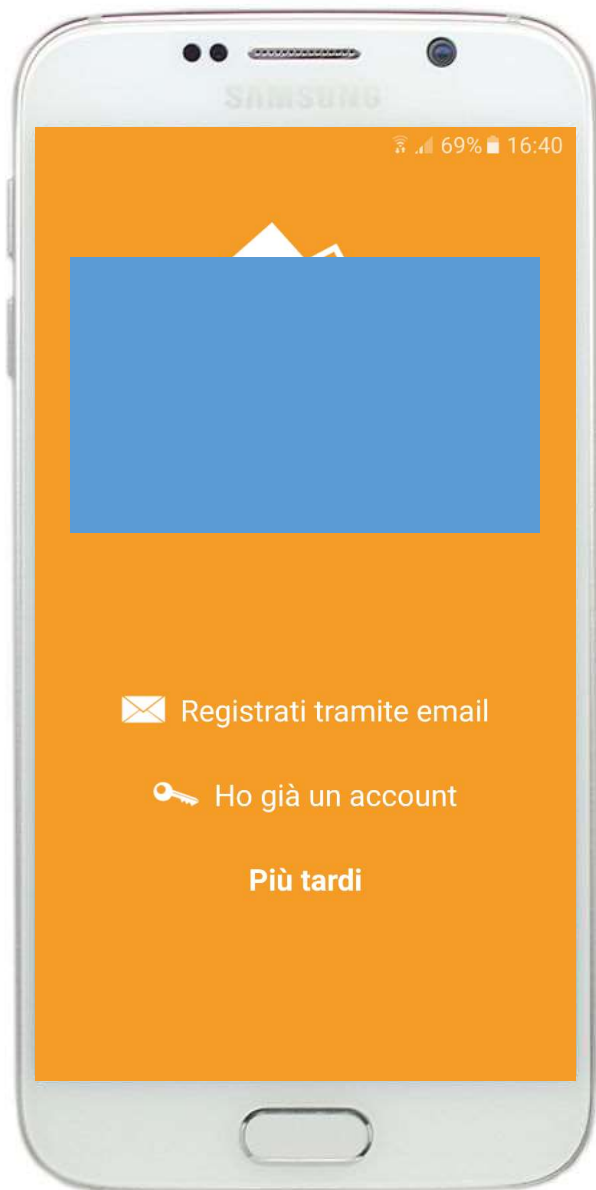 SAMSUNG
69% 16:40
Registrati tramite email
Ho già un account
Più tardi